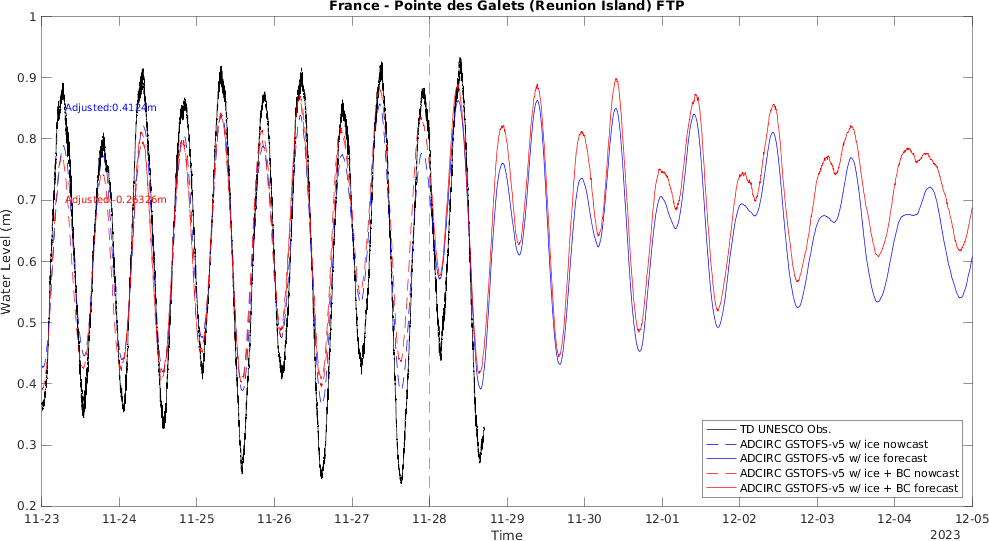 France - Pointe des Galets (Reunion Island) FTP
1
0.9
0.8
0.7
0.6
0.5
0.4
0.3
0.2
Water Level (m)
Adjusted:0.4124m
Adjusted:-0.26326m
TD UNESCO Obs.
ADCIRC GSTOFS-v5 w/ ice nowcast
ADCIRC GSTOFS-v5 w/ ice forecast
ADCIRC GSTOFS-v5 w/ ice + BC nowcast
ADCIRC GSTOFS-v5 w/ ice + BC forecast
11-23 11-24 11-25 11-26 11-27 11-28 11-29 11-30 12-01 12-02 12-03 12-04 12-05
Time
2023